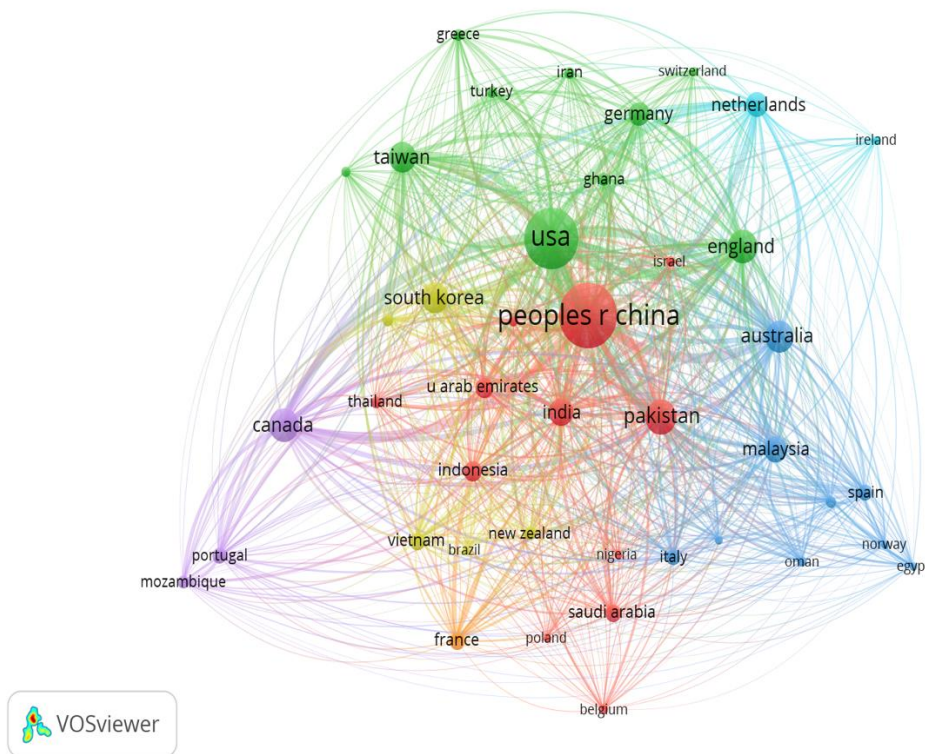 greece
iran
switzerland
turkey
netherlands
germany
ireland
taiwan
ghana
usa
england
israel
south korea
peoples r china
australia
u arab emirates
thailand
india
pakistan
canada
malaysia
indonesia
spain
vietnam
new zealand
brazil
norway
portugal
nigeria
italy
oman
egyp
mozambique
saudi arabia
france
poland
belgium
VOSviewer